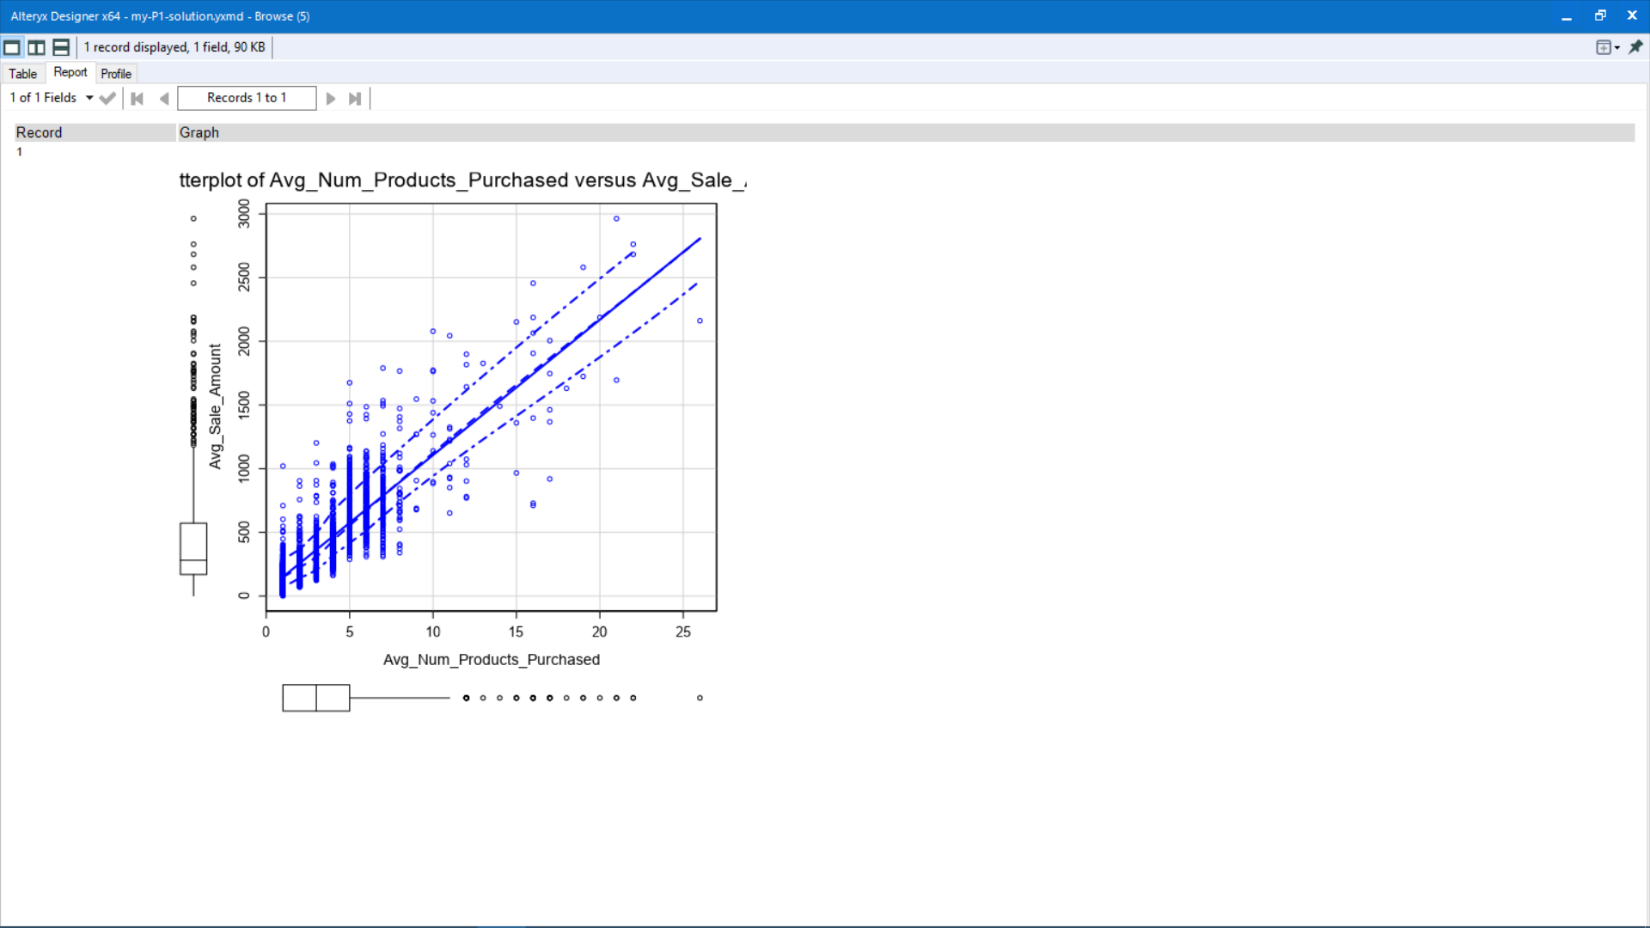 Alteryx Designer x64 - my-P1-solution.yxmd - Browse (5)
1 record displayed, 1 field, 90 KB
Table Report Profile
1 of 1 Fields Records 1 to 1
Record Graph
1
tterplot of Avg_Num_Products_Purchased versus Avg_Sale_
3000
2500
2000
1500
1000
500
0
Avg_Sale_Amount
0 5 10 15 20 25
Avg_Num_Products_Purchased